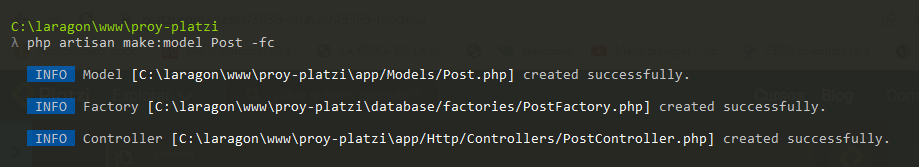 C:\laragon\www\proy-platzi
λ php artisan make:model Post -fc
INFO Model [C:\laragon\www\proy-platzi\app/Models/Post.php] created successfully.
INFO Factory [C:\laragon\www\proy-platzi\database/factories/PostFactory.php] created successfully.
INFO Controller [C:\laragon\www\proy-platzi\app/Http/Controllers/PostController.php] created successfully.